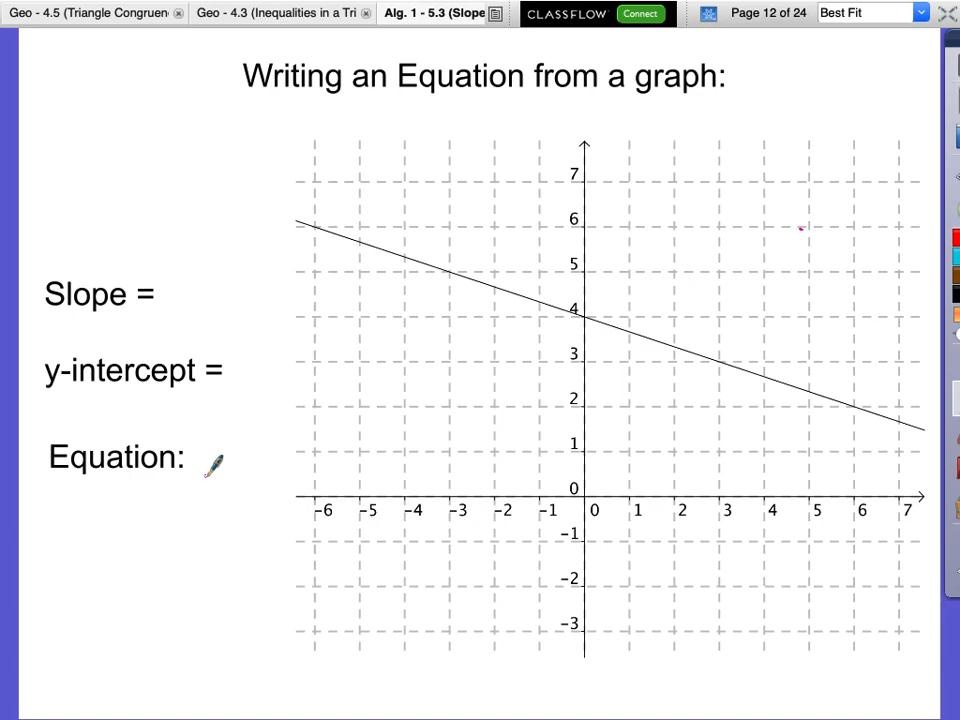 Geo - 4.5 (Triangle Congruen
Geo - 4.3 (Inequalities in a Tri
Alg. 1 - 5.3 (Slope
CLASSFLOW Connect
Page 12 of 24
Best Fit
Writing an Equation from a graph:
Slope =
y-intercept =
Equation:
7
6
5
4
3
2
1
0
-6 -5 -4 -3 -2 -1 0 1 2 3 4 5 6 7
-1
-2
-3